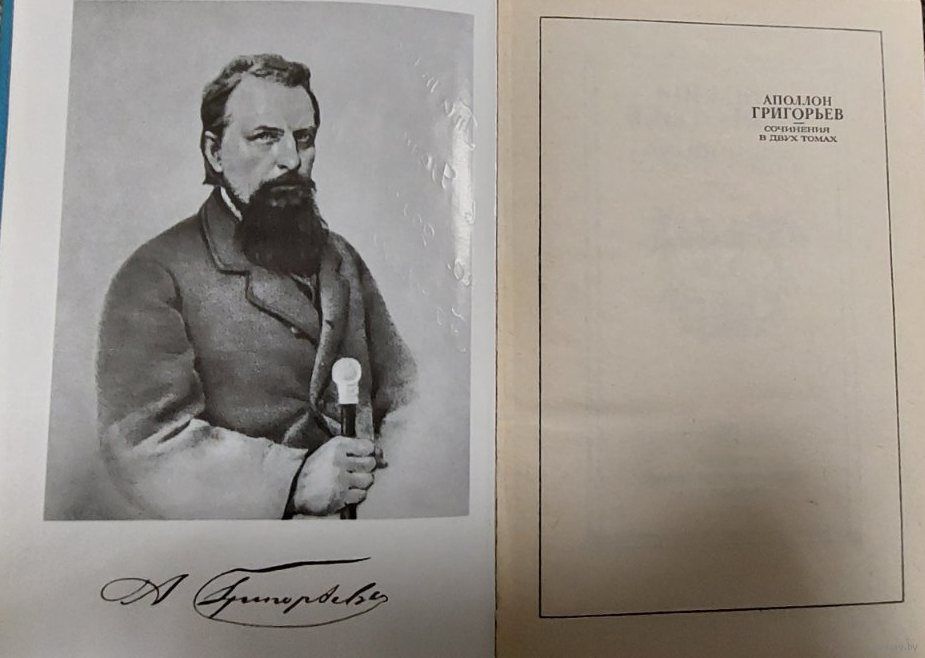 А Григорьевъ
АПОЛЛОН
ГРИГОРЬЕВ
СОЧИНЕНИЯ
В ДВУХ ТОМАХ